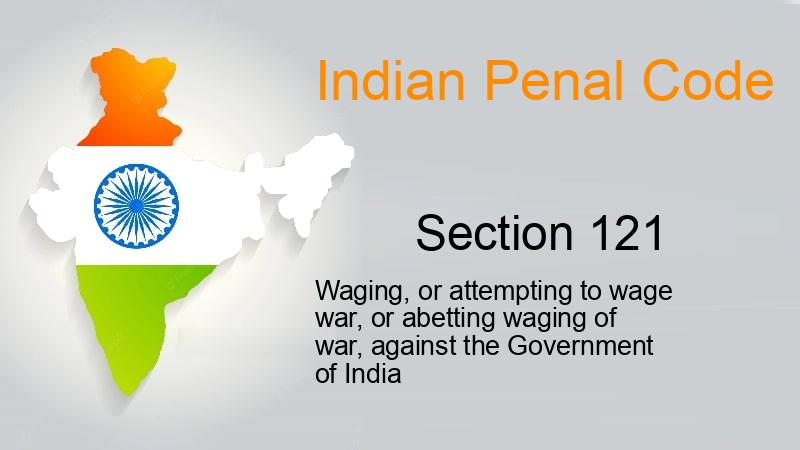 Indian Penal Code
Section 121
Waging, or attempting to wage
war, or abetting waging of
war, against the Government
of India